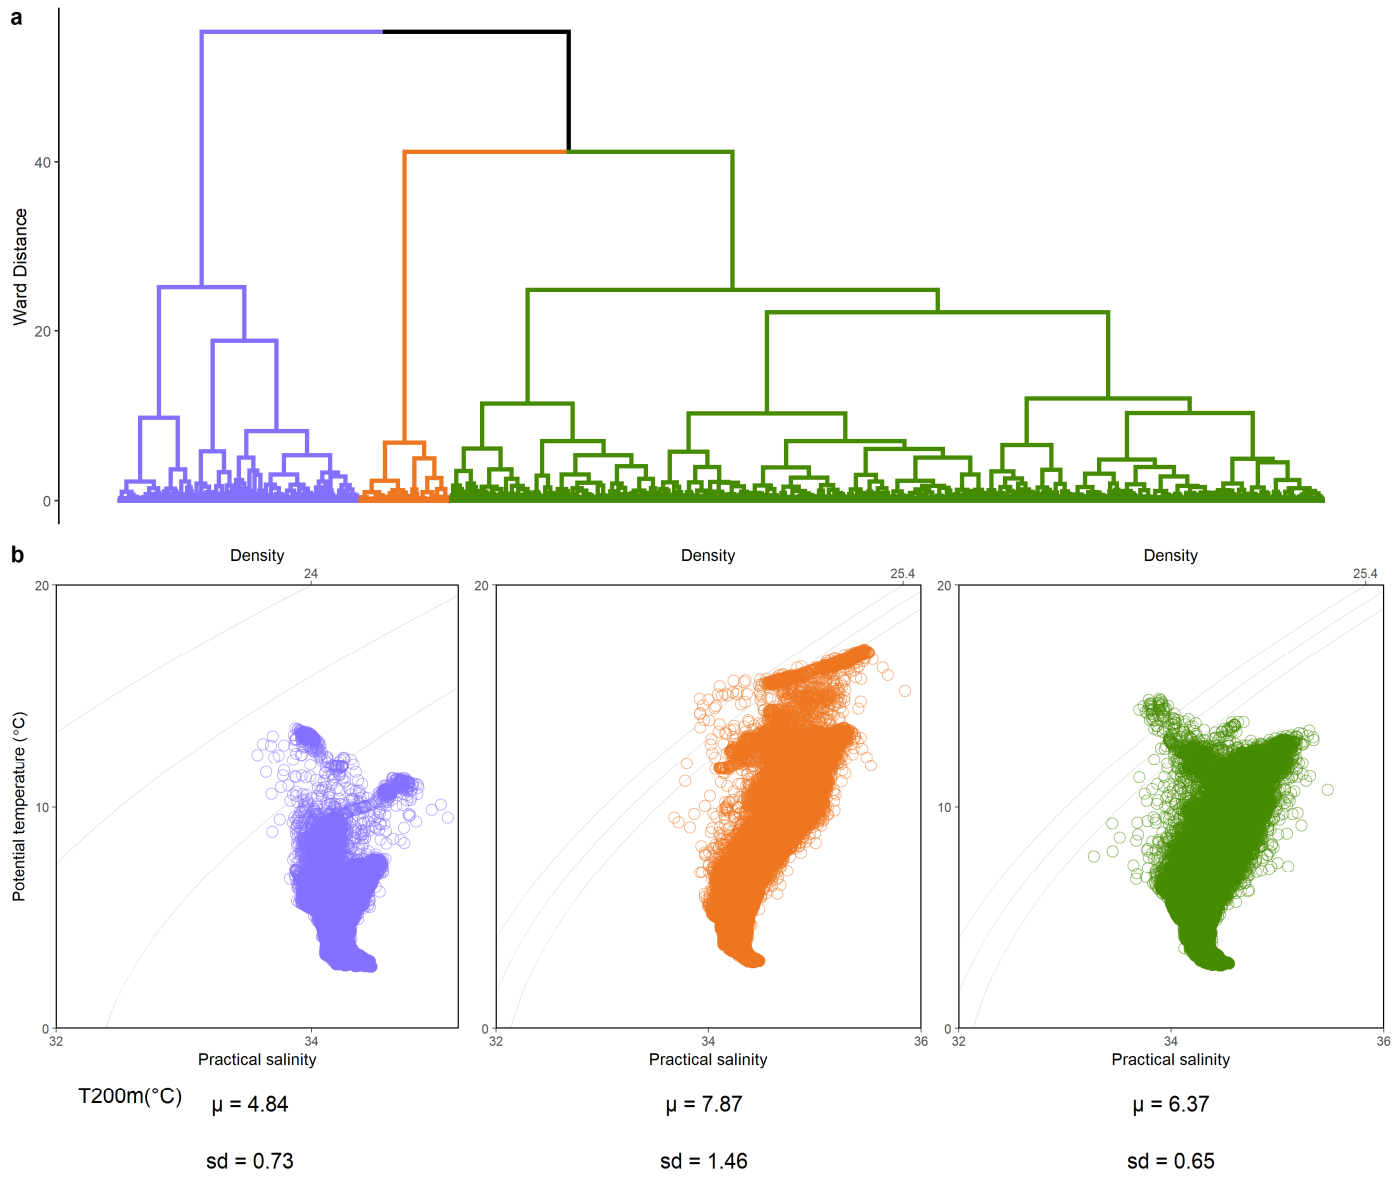 a
Ward Distance
40
20
0
b
Density
Density
Density
24
25.4
25.4
Potential temperature (°C)
20
10
0
20
10
0
20
10
0
32
34
32
34
36
32
34
36
Practical salinity
Practical salinity
Practical salinity
T200m(°C)
μ = 4.84
μ = 7.87
μ = 6.37
sd = 0.73
sd = 1.46
sd = 0.65